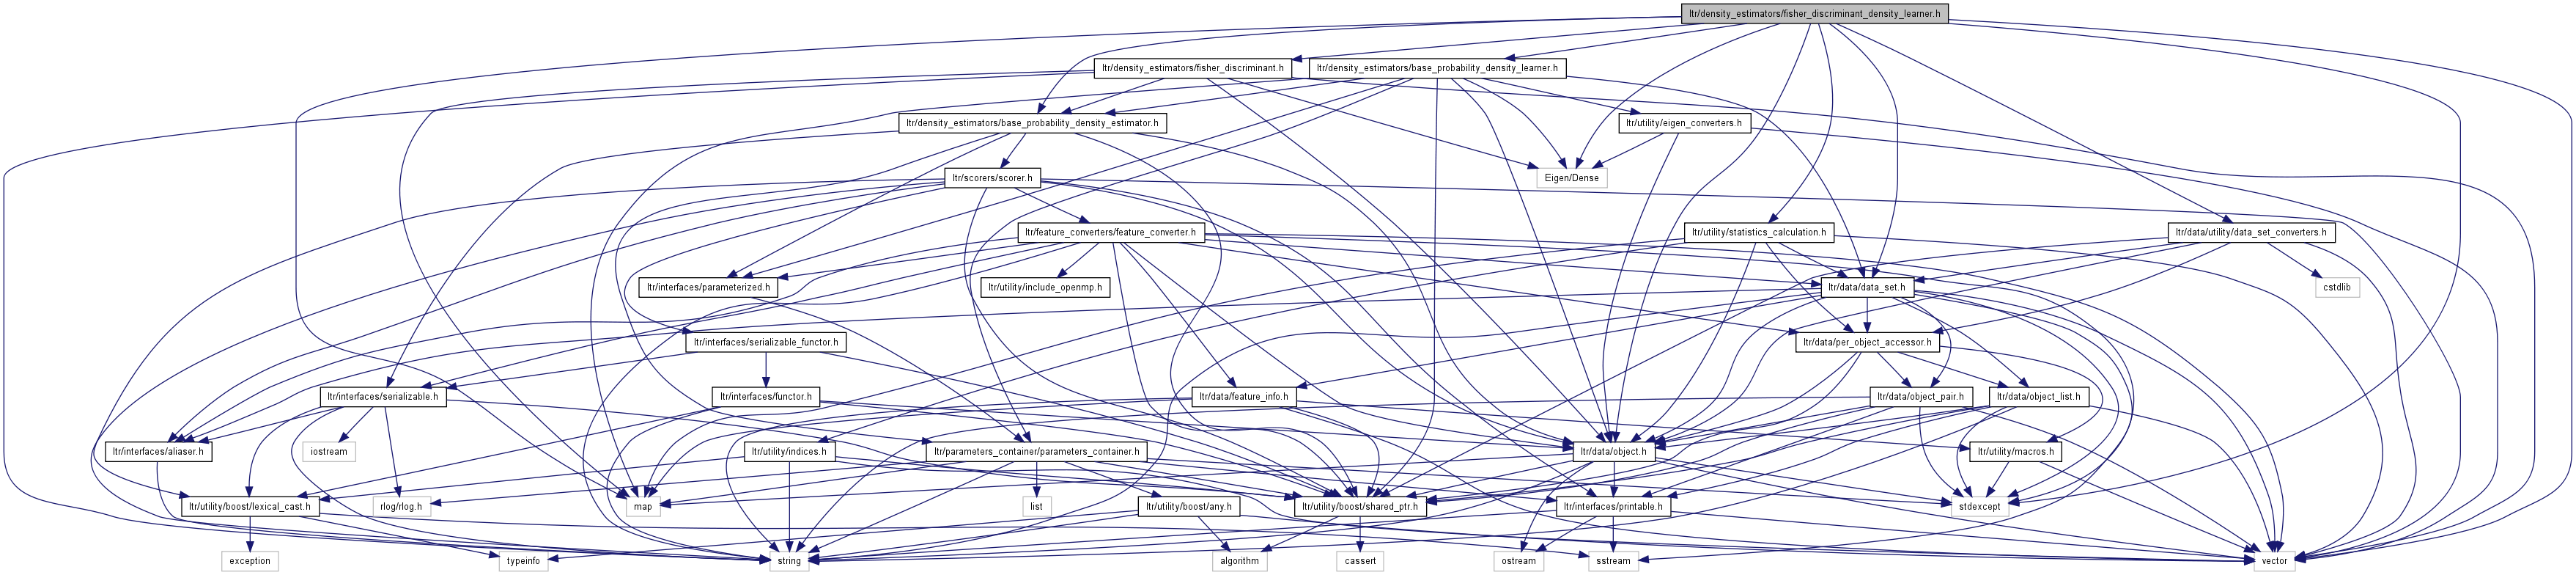 ltr/density_estimators/fisher_discriminant_density_learner.h
ltr/density_estimators/fisher_discriminant.h
ltr/density_estimators/base_probability_density_learner.h
ltr/density_estimators/base_probability_density_estimator.h
ltr/utility/eigen_converters.h
ltr/scorers/scorer.h
Eigen/Dense
ltr/feature_converters/feature_converter.h
ltr/utility/statistics_calculation.h
ltr/data/utility/data_set_converters.h
ltr/interfaces/parameterized.h
ltr/utility/include_openmp.h
ltr/data/data_set.h
cstdlib
ltr/interfaces/serializable_functor.h
ltr/data/per_object_accessor.h
ltr/interfaces/serializable.h
ltr/interfaces/functor.h
ltr/data/feature_info.h
ltr/data/object_pair.h
ltr/data/object_list.h
ltr/interfaces/aliaser.h
iostream
ltr/utility/indices.h
ltr/parameters_container/parameters_container.h
ltr/data/object.h
ltr/utility/macros.h
ltr/utility/boost/lexical_cast.h
rlog/rlog.h
map
list
ltr/utility/boost/any.h
ltr/utility/boost/shared_ptr.h
ltr/interfaces/printable.h
stdexcept
exception
typeinfo
string
algorithm
cassert
ostream
sstream
vector